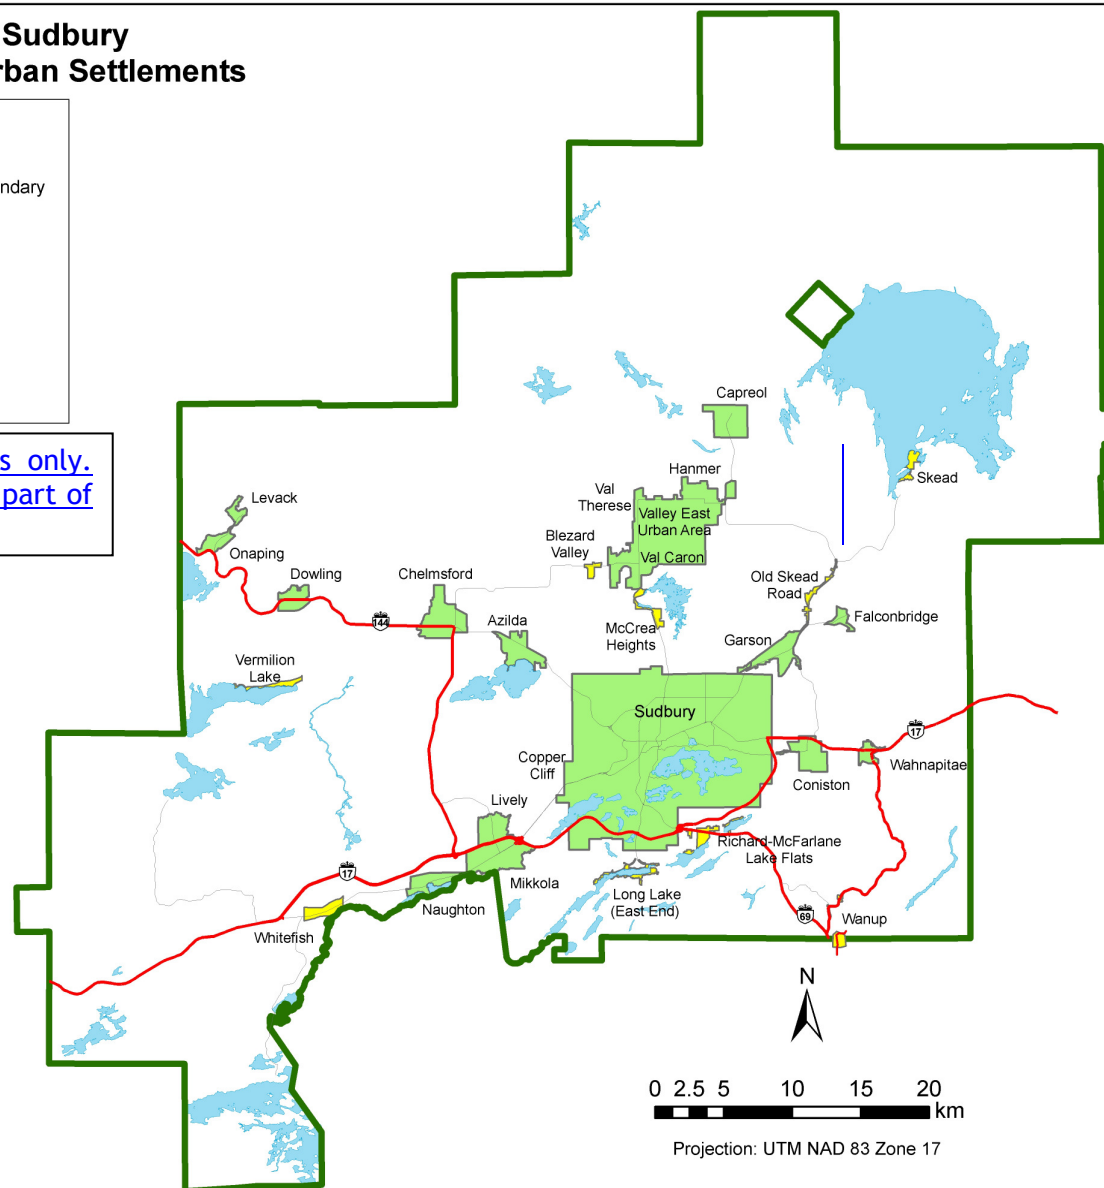 Sudbury
rban Settlements
ndary
s only.
part of
Capreol
Hanmer
Val
Therese
Valley East
Urban Area
Skead
Levack
Blezard
Valley
Val Caron
Onaping
Dowling
Chelmsford
Old Skead
Road
144
Azilda
McCrea
Heights
Falconbridge
Garson
Vermilion
Lake
Sudbury
17
Copper
Cliff
Wahnapitae
Coniston
Lively
Richard-McFarlane
Lake Flats
17
Mikkola
Long Lake
(East End)
Naughton
69
Wanup
Whitefish
N
0 2.5 5 10 15 20
km
Projection: UTM NAD 83 Zone 17